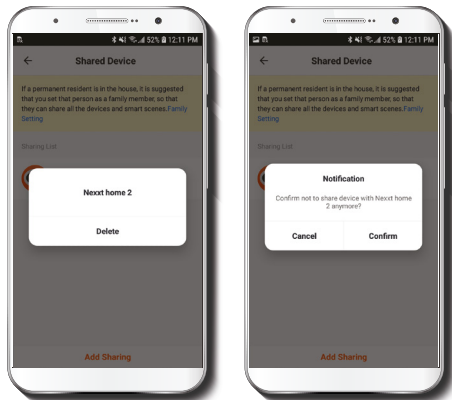 52% 12:11 PM
Shared Device
If a permanent resident is in the house, it is suggested
that you set that person as a family member, so that
they can share all the devices and smart scenes.Family
Setting
Sharing List
Nexxt home 2
Delete
Add Sharing
52% 12:11 PM
Shared Device
If a permanent resident is in the house, it is suggested
that you set that person as a family member, so that
they can share all the devices and smart scenes.Family
Setting
Sharing List
Notification
Confirm not to share device with Nexxt home
2 anymore?
Cancel Confirm
Add Sharing